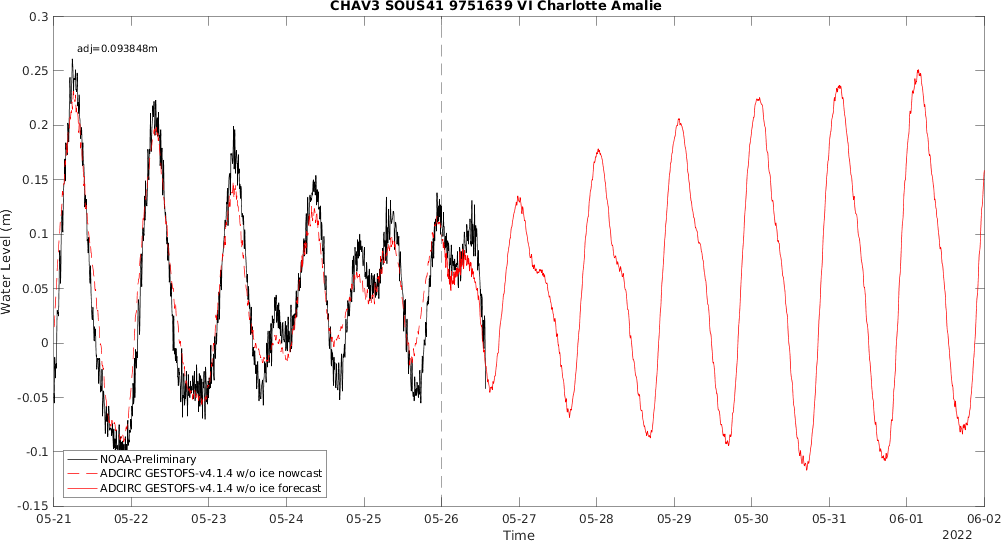 CHAV3 SOUS41 9751639 VI Charlotte Amalie
adj=0.093848m
0.3
0.25
0.2
0.15
0.1
0.05
0
-0.05
-0.1
-0.15
Water Level (m)
NOAA-Preliminary
ADCIRC GESTOFS-v4.1.4 w/o ice nowcast
ADCIRC GESTOFS-v4.1.4 w/o ice forecast
05-21 05-22 05-23 05-24 05-25 05-26 05-27 05-28 05-29 05-30 05-31 06-01 06-02
Time
2022